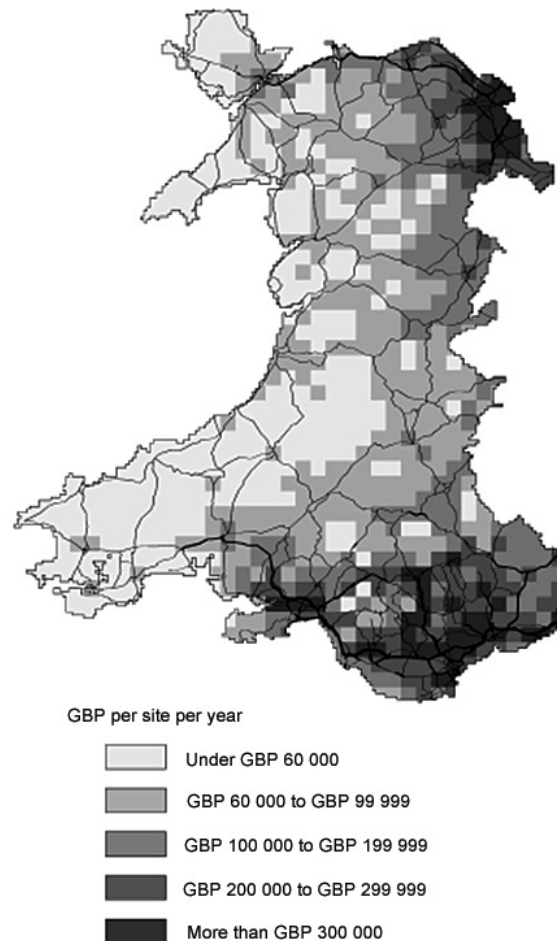 GBP per site per year
Under GBP 60 000
GBP 60 000 to GBP 99 999
GBP 100 000 to GBP 199 999
GBP 200 000 to GBP 299 999
More than GBP 300 000